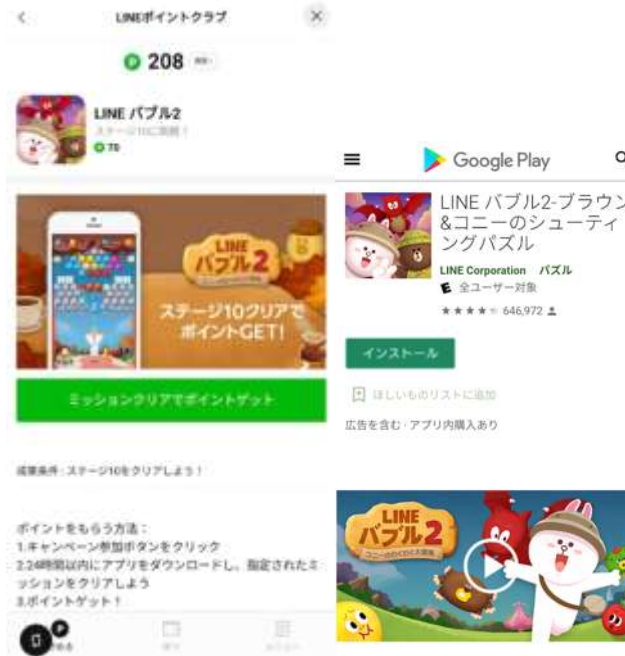 LINEポイントクラブ
208
LINE バブル2
70
LINE
バブル2
ステージ10クリアで
ポイントGET!
ミッションクリアでポイントゲット
成果条件：ステージ10をクリアしよう！
ポイントをもらう方法：
1.キャンペーン参加ボタンをクリック
2.24時間以内にアプリをダウンロードし、指定されたミ
ッションをクリアしよう
3.ポイントゲット！
Google Play
LINE バブル2-ブラウン
&コニーのシューティ
ングパズル
LINE Corporation パズル
E 全ユーザー対象
646,972
インストール
ほしいものリストに追加
広告を含む · アプリ内購入あり
LINE
バブル2